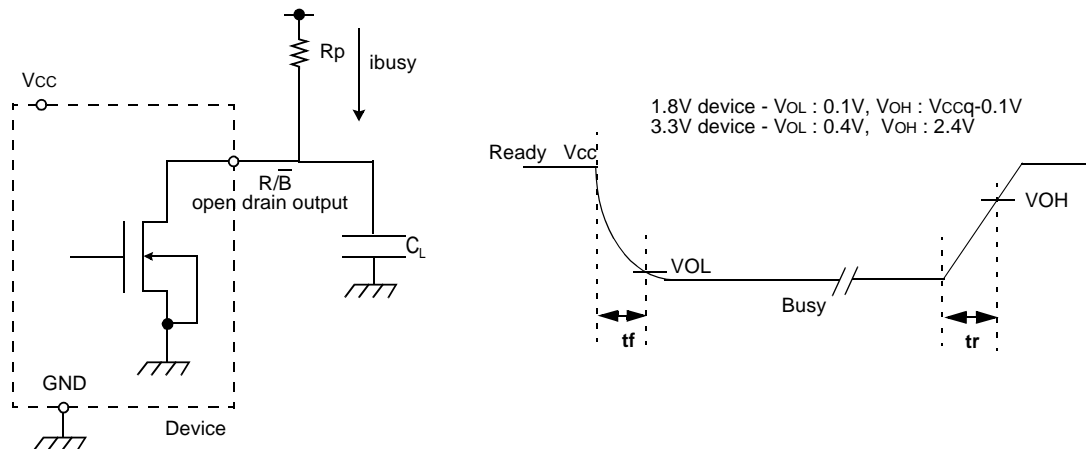 Rp
ibusy
VCC
1.8V device - VOL : 0.1V, VOH : VCCq-0.1V
3.3V device - VOL : 0.4V, VOH : 2.4V
Ready Vcc
R/B̅
open drain output
VOH
CL
VOL
Busy
tf
tr
GND
Device